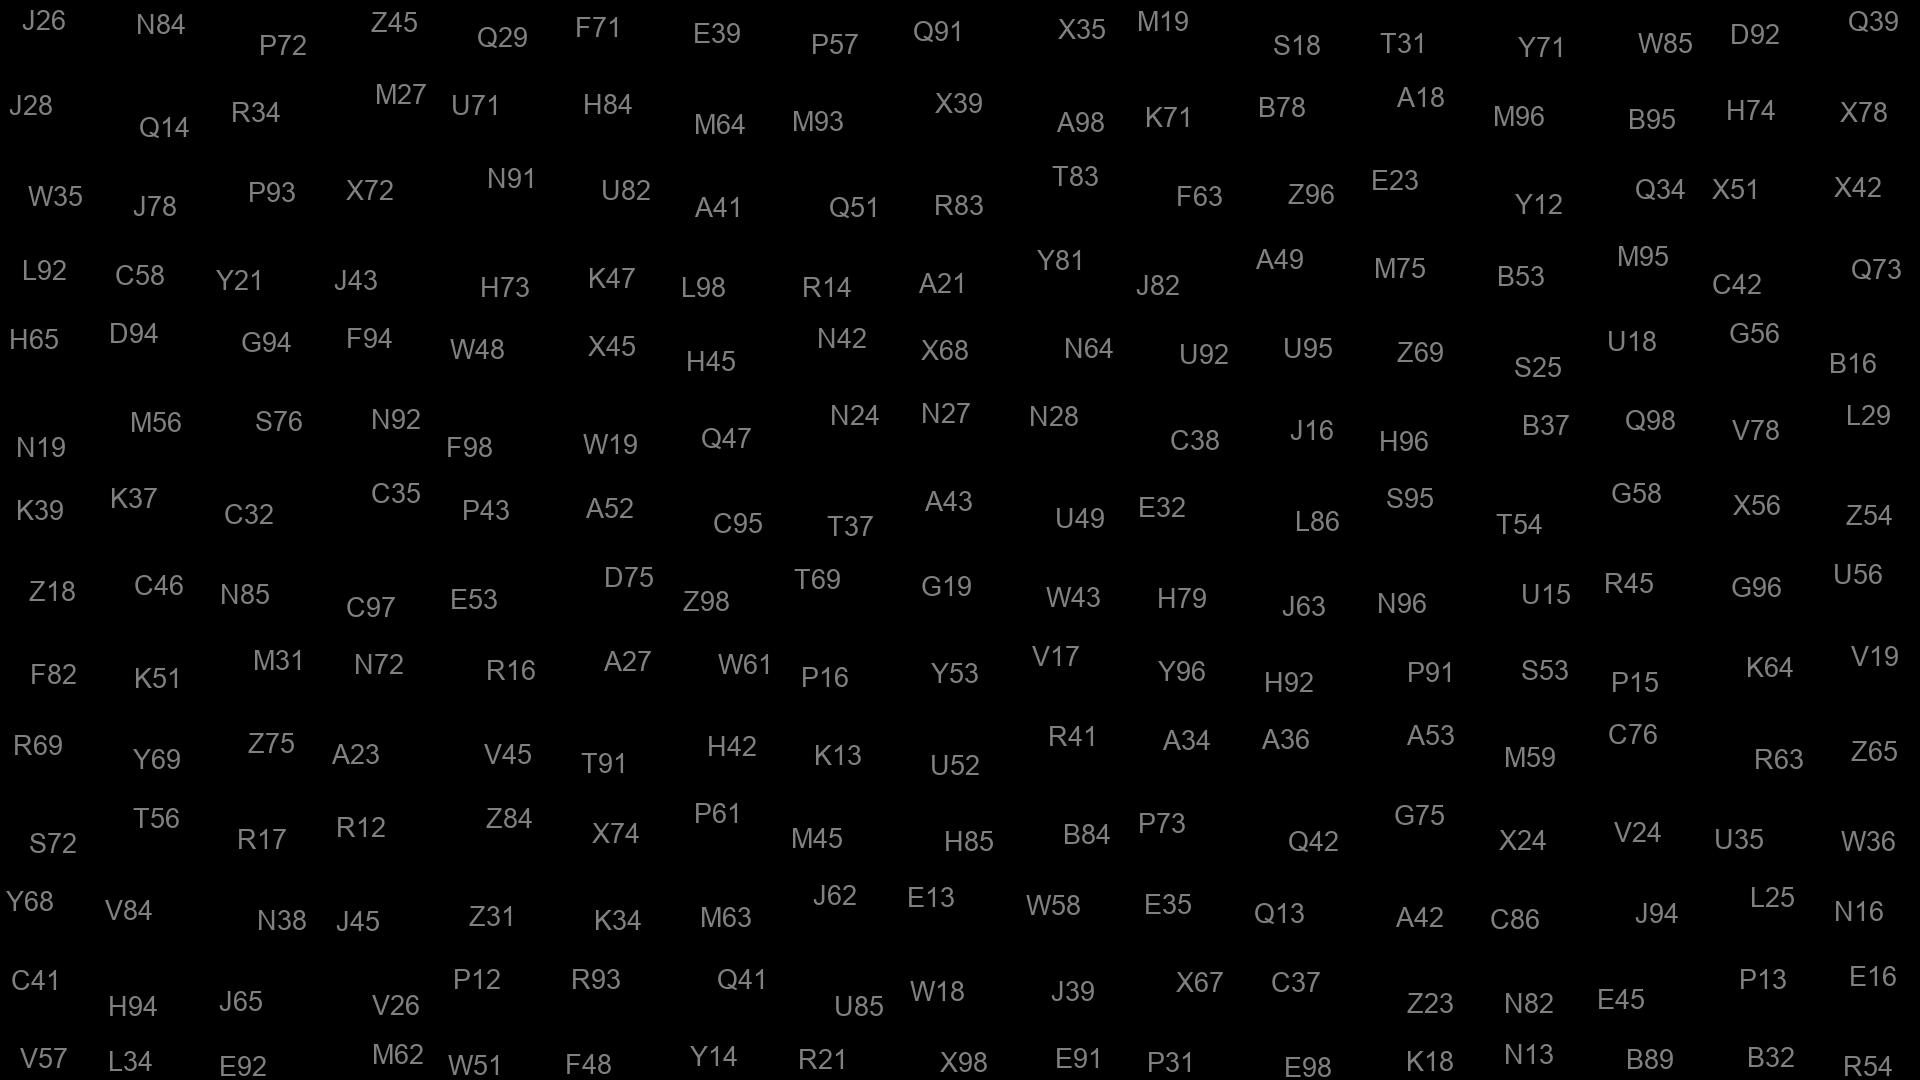 J26 N84 P72 Z45 Q29 F71 E39 P57 Q91 X35 M19 S18 T31 Y71 W85 D92 Q39
J28 Q14 R34 M27 U71 H84 M64 M93 X39 A98 K71 B78 A18 M96 B95 H74 X78
W35 J78 P93 X72 N91 U82 A41 Q51 R83 T83 F63 Z96 E23 Y12 Q34 X51 X42
L92 C58 Y21 J43 H73 K47 L98 R14 A21 Y81 J82 A49 M75 B53 M95 C42 Q73
H65 D94 G94 F94 W48 X45 H45 N42 X68 N64 U92 U95 Z69 S25 U18 G56 B16
N19 M56 S76 N92 F98 W19 Q47 N24 N27 N28 C38 J16 H96 B37 Q98 V78 L29
K39 K37 C32 C35 P43 A52 C95 T37 A43 U49 E32 L86 S95 T54 G58 X56 Z54
Z18 C46 N85 C97 E53 D75 Z98 T69 G19 W43 H79 J63 N96 U15 R45 G96 U56
F82 K51 M31 N72 R16 A27 W61 P16 Y53 V17 Y96 H92 P91 S53 P15 K64 V19
R69 Y69 Z75 A23 V45 T91 H42 K13 U52 R41 A34 A36 A53 M59 C76 R63 Z65
S72 T56 R17 R12 Z84 X74 P61 M45 H85 B84 P73 Q42 G75 X24 V24 U35 W36
Y68 V84 N38 J45 Z31 K34 M63 J62 E13 W58 E35 Q13 A42 C86 J94 L25 N16
C41 H94 J65 V26 P12 R93 Q41 U85 W18 J39 X67 C37 Z23 N82 E45 P13 E16
V57 L34 E92 M62 W51 F48 Y14 R21 X98 E91 P31 E98 K18 N13 B89 B32 R54